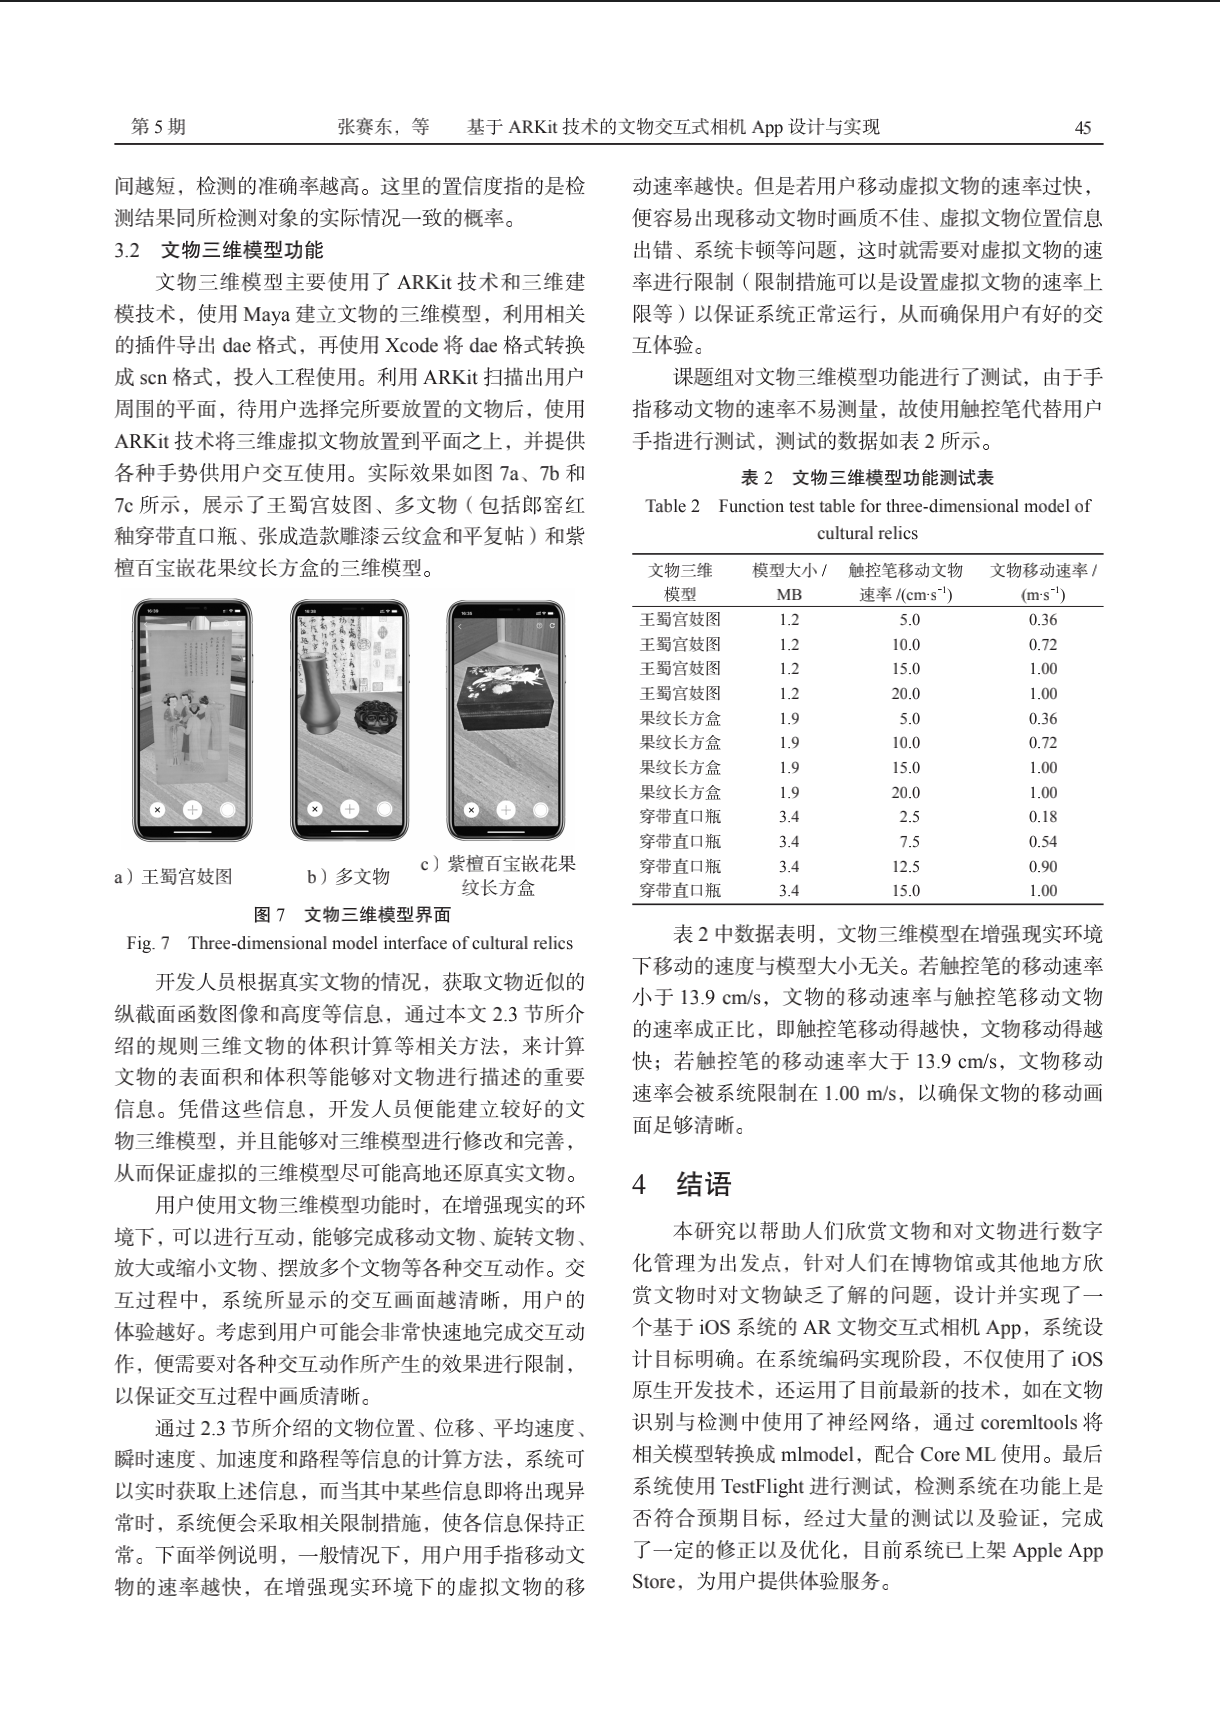 第 5 期 张赛东，等 基于 ARKit 技术的文物交互式相机 App 设计与实现 45
间越短，检测的准确率越高。这里的置信度指的是检
测结果同所检测对象的实际情况一致的概率。
3.2 文物三维模型功能
文物三维模型主要使用了 ARKit 技术和三维建
模技术，使用 Maya 建立文物的三维模型，利用相关
的插件导出 dae 格式，再使用 Xcode 将 dae 格式转换
成 scn 格式，投入工程使用。利用 ARKit 扫描出用户
周围的平面，待用户选择完所要放置的文物后，使用
ARKit 技术将三维虚拟文物放置到平面之上，并提供
各种手势供用户交互使用。实际效果如图 7a、7b 和
7c 所示，展示了王蜀宫妓图、多文物（包括郎窑红
釉穿带直口瓶、张成造款雕漆云纹盒和平复帖）和紫
檀百宝嵌花果纹长方盒的三维模型。
a）王蜀宫妓图
b）多文物
c）紫檀百宝嵌花果
纹长方盒
图 7 文物三维模型界面
Fig. 7 Three-dimensional model interface of cultural relics
开发人员根据真实文物的情况，获取文物近似的
纵截面函数图像和高度等信息，通过本文 2.3 节所介
绍的规则三维文物的体积计算等相关方法，来计算
文物的表面积和体积等能够对文物进行描述的重要
信息。凭借这些信息，开发人员便能建立较好的文
物三维模型，并且能够对三维模型进行修改和完善，
从而保证虚拟的三维模型尽可能高地还原真实文物。
用户使用文物三维模型功能时，在增强现实的环
境下，可以进行互动，能够完成移动文物、旋转文物、
放大或缩小文物、摆放多个文物等各种交互动作。交
互过程中，系统所显示的交互画面越清晰，用户的
体验越好。考虑到用户可能会非常快速地完成交互动
作，便需要对各种交互动作所产生的效果进行限制，
以保证交互过程中画质清晰。
通过 2.3 节所介绍的文物位置、位移、平均速度、
瞬时速度、加速度和路程等信息的计算方法，系统可
以实时获取上述信息，而当其中某些信息即将出现异
常时，系统便会采取相关限制措施，使各信息保持正
常。下面举例说明，一般情况下，用户用手指移动文
物的速率越快，在增强现实环境下的虚拟文物的移
动速率越快。但是若用户移动虚拟文物的速率过快，
便容易出现移动文物时画质不佳、虚拟文物位置信息
出错、系统卡顿等问题，这时就需要对虚拟文物的速
率进行限制（限制措施可以是设置虚拟文物的速率上
限等）以保证系统正常运行，从而确保用户有好的交
互体验。
课题组对文物三维模型功能进行了测试，由于手
指移动文物的速率不易测量，故使用触控笔代替用户
手指进行测试，测试的数据如表 2 所示。
表 2 文物三维模型功能测试表
Table 2 Function test table for three-dimensional model of
cultural relics
文物三维 模型大小 / 触控笔移动文物 文物移动速率 /
模型 MB 速率 /(cm·s⁻¹) (m·s⁻¹)
王蜀宫妓图 1.2 5.0 0.36
王蜀宫妓图 1.2 10.0 0.72
王蜀宫妓图 1.2 15.0 1.00
王蜀宫妓图 1.2 20.0 1.00
果纹长方盒 1.9 5.0 0.36
果纹长方盒 1.9 10.0 0.72
果纹长方盒 1.9 15.0 1.00
果纹长方盒 1.9 20.0 1.00
穿带直口瓶 3.4 2.5 0.18
穿带直口瓶 3.4 7.5 0.54
穿带直口瓶 3.4 12.5 0.90
穿带直口瓶 3.4 15.0 1.00
表 2 中数据表明，文物三维模型在增强现实环境
下移动的速度与模型大小无关。若触控笔的移动速率
小于 13.9 cm/s，文物的移动速率与触控笔移动文物
的速率成正比，即触控笔移动得越快，文物移动得越
快；若触控笔的移动速率大于 13.9 cm/s，文物移动
速率会被系统限制在 1.00 m/s，以确保文物的移动画
面足够清晰。
4 结语
本研究以帮助人们欣赏文物和对文物进行数字
化管理为出发点，针对人们在博物馆或其他地方欣
赏文物时对文物缺乏了解的问题，设计并实现了一
个基于 iOS 系统的 AR 文物交互式相机 App，系统设
计目标明确。在系统编码实现阶段，不仅使用了 iOS
原生开发技术，还运用了目前最新的技术，如在文物
识别与检测中使用了神经网络，通过 coremltools 将
相关模型转换成 mlmodel，配合 Core ML 使用。最后
系统使用 TestFlight 进行测试，检测系统在功能上是
否符合预期目标，经过大量的测试以及验证，完成
了一定的修正以及优化，目前系统已上架 Apple App
Store，为用户提供体验服务。